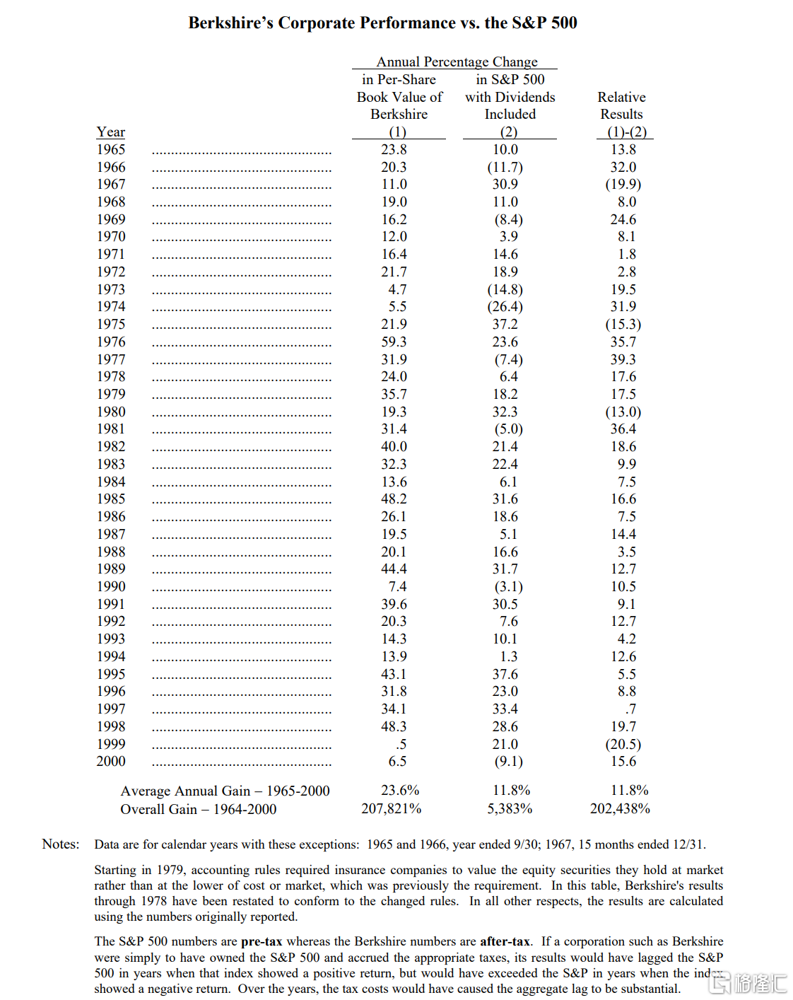 Berkshire’s Corporate Performance vs. the S&P 500
Annual Percentage Change
in Per-Share in S&P 500
Book Value of with Dividends Relative
Berkshire Included Results
Year (1) (2) (1)-(2)
1965 .................................................. 23.8 10.0 13.8
1966 .................................................. 20.3 (11.7) 32.0
1967 .................................................. 11.0 30.9 (19.9)
1968 .................................................. 19.0 11.0 8.0
1969 .................................................. 16.2 (8.4) 24.6
1970 .................................................. 12.0 3.9 8.1
1971 .................................................. 16.4 14.6 1.8
1972 .................................................. 21.7 18.9 2.8
1973 .................................................. 4.7 (14.8) 19.5
1974 .................................................. 5.5 (26.4) 31.9
1975 .................................................. 21.9 37.2 (15.3)
1976 .................................................. 59.3 23.6 35.7
1977 .................................................. 31.9 (7.4) 39.3
1978 .................................................. 24.0 6.4 17.6
1979 .................................................. 35.7 18.2 17.5
1980 .................................................. 19.3 32.3 (13.0)
1981 .................................................. 31.4 (5.0) 36.4
1982 .................................................. 40.0 21.4 18.6
1983 .................................................. 32.3 22.4 9.9
1984 .................................................. 13.6 6.1 7.5
1985 .................................................. 48.2 31.6 16.6
1986 .................................................. 26.1 18.6 7.5
1987 .................................................. 19.5 5.1 14.4
1988 .................................................. 20.1 16.6 3.5
1989 .................................................. 44.4 31.7 12.7
1990 .................................................. 7.4 (3.1) 10.5
1991 .................................................. 39.6 30.5 9.1
1992 .................................................. 20.3 7.6 12.7
1993 .................................................. 14.3 10.1 4.2
1994 .................................................. 13.9 1.3 12.6
1995 .................................................. 43.1 37.6 5.5
1996 .................................................. 31.8 23.0 8.8
1997 .................................................. 34.1 33.4 .7
1998 .................................................. 48.3 28.6 19.7
1999 .................................................. .5 21.0 (20.5)
2000 .................................................. 6.5 (9.1) 15.6
Average Annual Gain – 1965-2000 23.6% 11.8% 11.8%
Overall Gain – 1964-2000 207,821% 5,383% 202,438%
Notes: Data are for calendar years with these exceptions: 1965 and 1966, year ended 9/30; 1967, 15 months ended 12/31.
Starting in 1979, accounting rules required insurance companies to value the equity securities they hold at market
rather than at the lower of cost or market, which was previously the requirement. In this table, Berkshire's results
through 1978 have been restated to conform to the changed rules. In all other respects, the results are calculated
using the numbers originally reported.
The S&P 500 numbers are pre-tax whereas the Berkshire numbers are after-tax. If a corporation such as Berkshire
were simply to have owned the S&P 500 and accrued the appropriate taxes, its results would have lagged the S&P
500 in years when that index showed a positive return, but would have exceeded the S&P in years when the index
showed a negative return. Over the years, the tax costs would have caused the aggregate lag to be substantial.
格隆汇